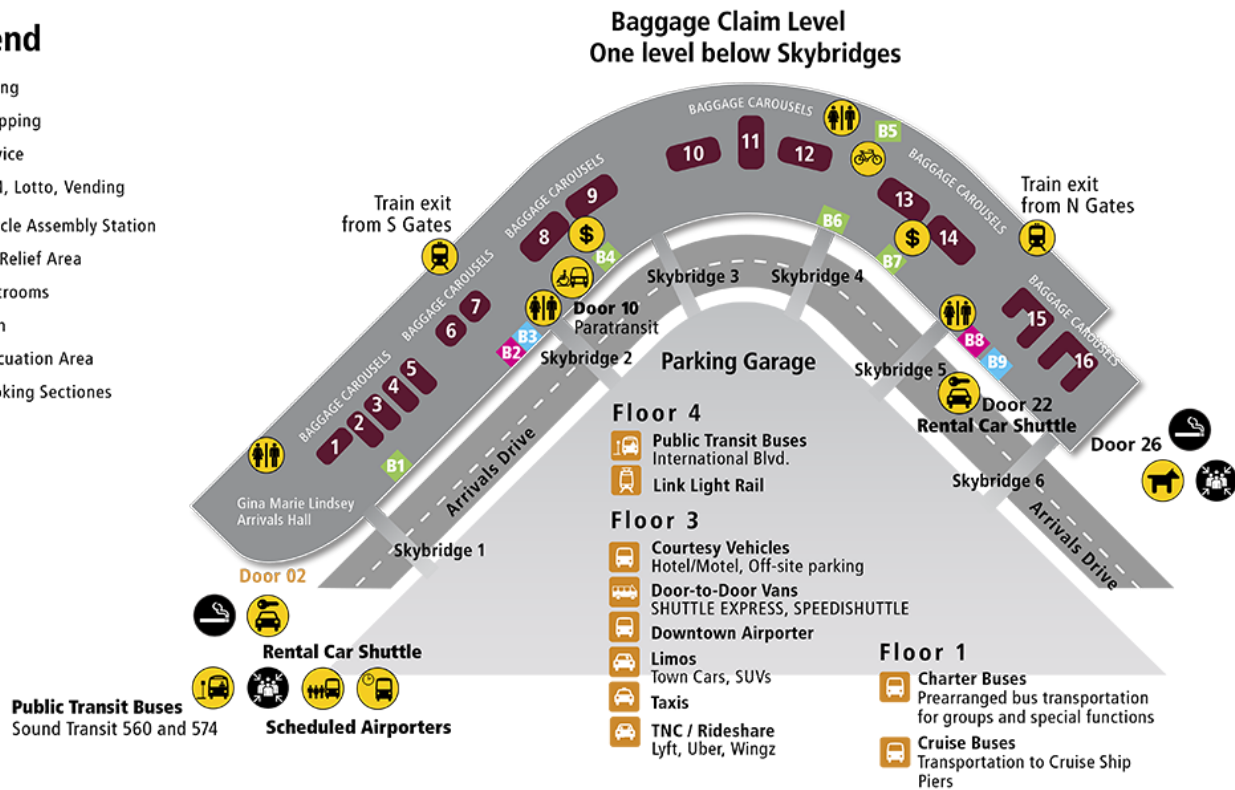 Baggage Claim Level
One level below Skybridges
end
ng
pping
vice
, Lotto, Vending
cle Assembly Station
Relief Area
trooms
cuation Area
oking Sectiones
BAGGAGE CAROUSELS
10
11
12
B5
BAGGAGE CAROUSELS
13
14
B7
B6
Train exit
from N Gates
BAGGAGE CAROUSELS
9
8
$
B4
$
Train exit
from S Gates
BAGGAGE CAROUSELS
7
6
Door 10
Paratransit
B3
B2
BAGGAGE CAROUSELS
1
2
3
4
5
B1
BAGGAGE CAROUSELS
15
16
B8
B9
Skybridge 1
Skybridge 2
Skybridge 3
Skybridge 4
Skybridge 5
Skybridge 6
Arrivals Drive
Arrivals Drive
Door 22
Rental Car Shuttle
Door 26
Gina Marie Lindsey
Arrivals Hall
Door 02
Rental Car Shuttle
Public Transit Buses
Sound Transit 560 and 574
Scheduled Airporters
Parking Garage
Floor 4
Public Transit Buses
International Blvd.
Link Light Rail
Floor 3
Courtesy Vehicles
Hotel/Motel, Off-site parking
Door-to-Door Vans
SHUTTLE EXPRESS, SPEEDISHUTTLE
Downtown Airporter
Limos
Town Cars, SUVs
Taxis
TNC / Rideshare
Lyft, Uber, Wingz
Floor 1
Charter Buses
Prearranged bus transportation
for groups and special functions
Cruise Buses
Transportation to Cruise Ship
Piers